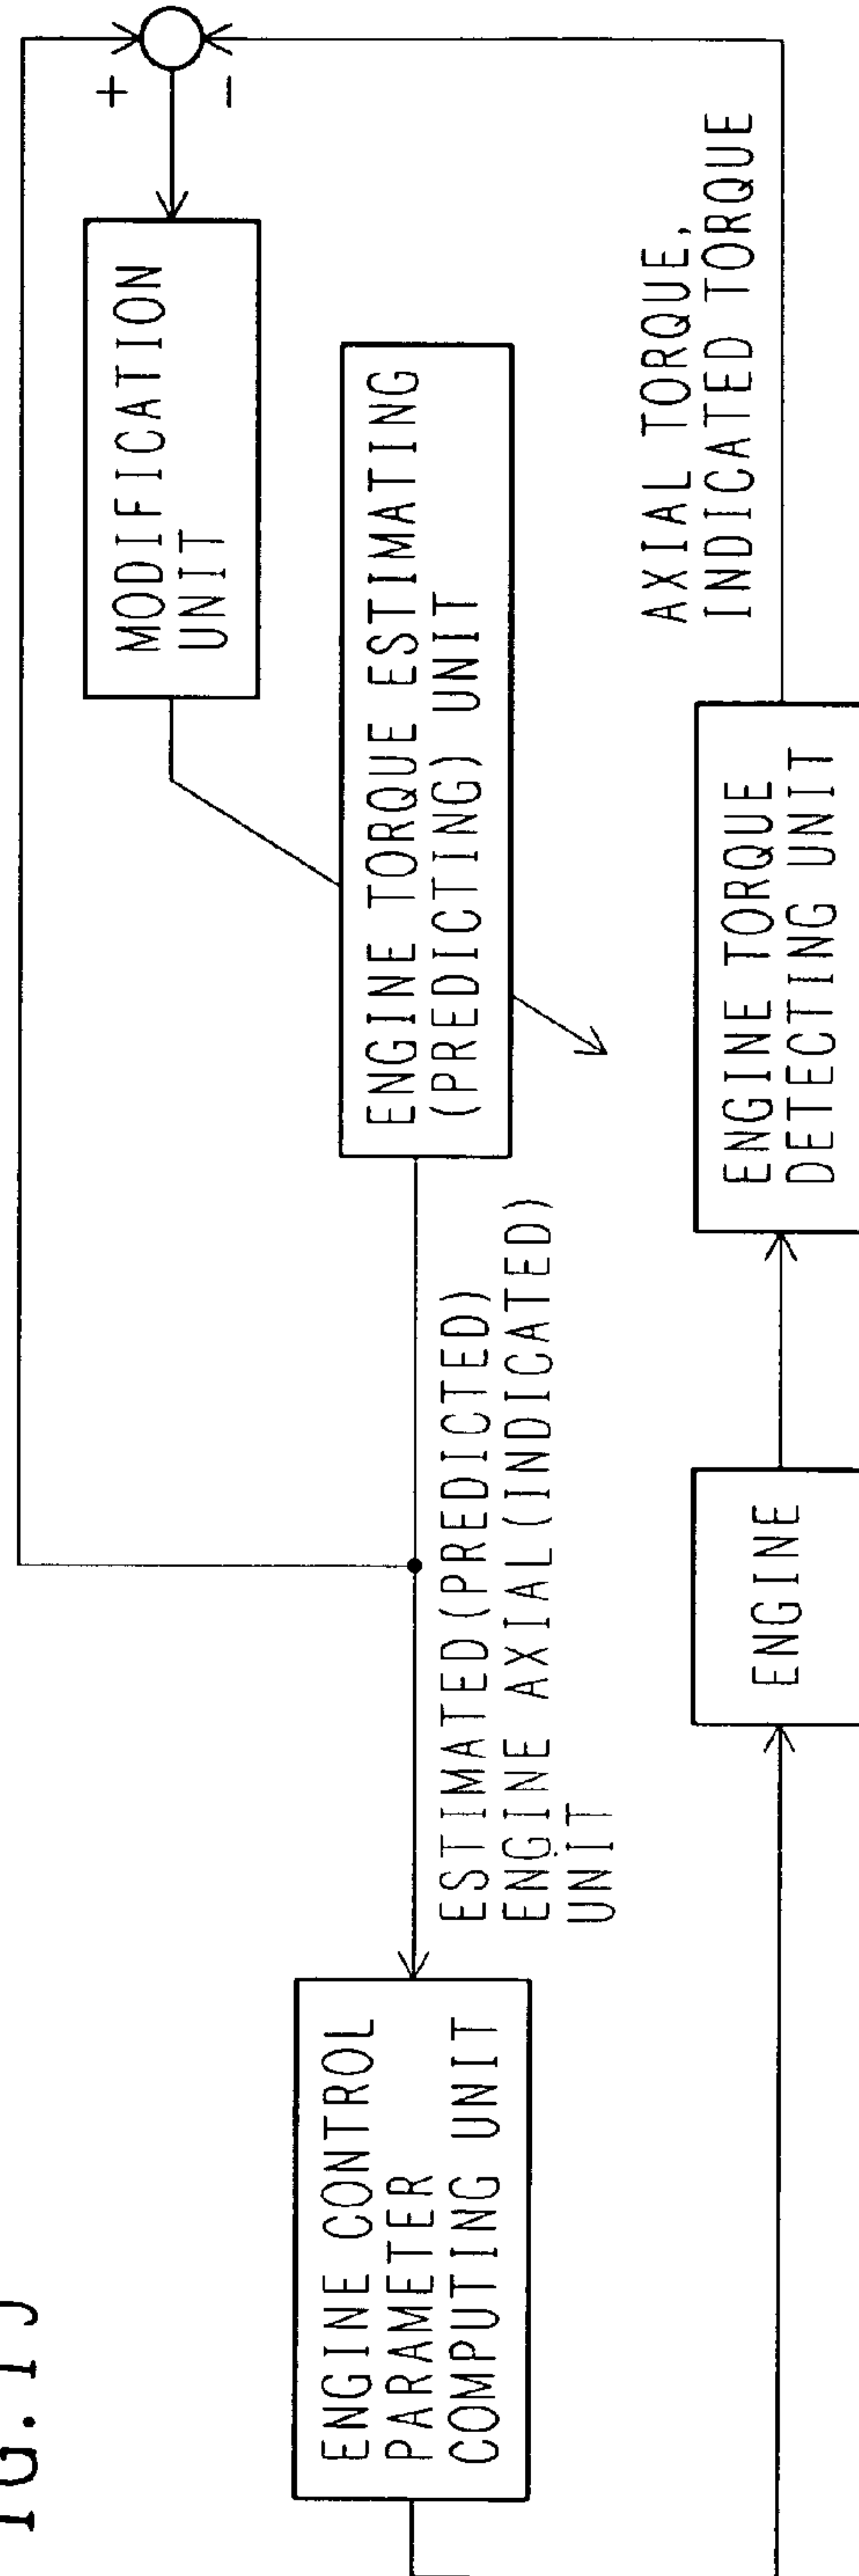 +
-
MODIFICATION
UNIT
ENGINE CONTROL
PARAMETER
COMPUTING UNIT
ENGINE TORQUE ESTIMATING
(PREDICTING) UNIT
ESTIMATED(PREDICTED)
ENGINE AXIAL(INDICATED)
UNIT
AXIAL TORQUE,
INDICATED TORQUE
ENGINE
ENGINE TORQUE
DETECTING UNIT